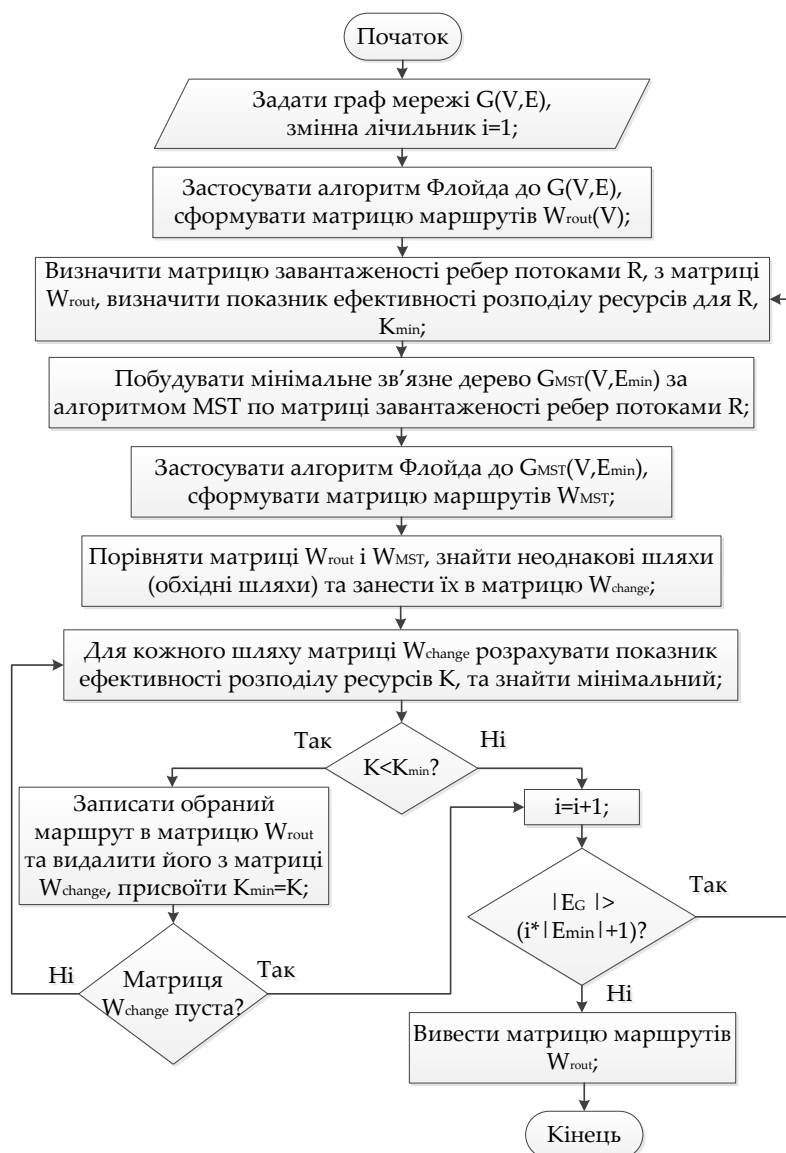 Початок
Задати граф мережі G(V,E),
змінна лічильник i=1;
Застосувати алгоритм Флойда до G(V,E),
сформувати матрицю маршрутів Wrout(V);
Визначити матрицю завантаженості ребер потоками R, з матриці
Wrout, визначити показник ефективності розподілу ресурсів для R,
Kmin;
Побудувати мінімальне зв’язне дерево GMST(V,Emin) за
алгоритмом MST по матриці завантаженості ребер потоками R;
Застосувати алгоритм Флойда до GMST(V,Emin),
сформувати матрицю маршрутів WMST;
Порівняти матриці Wrout і WMST, знайти неоднакові шляхи
(обхідні шляхи) та занести їх в матрицю Wchange;
Для кожного шляху матриці Wchange розрахувати показник
ефективності розподілу ресурсів K, та знайти мінімальний;
Так
Ні
K<Kmin?
Записати обраний
маршрут в матрицю Wrout
та видалити його з матриці
Wchange, присвоїти Kmin=K;
i=i+1;
|EG |>
(i*|Emin|+1)?
Так
Ні
Матриця
Wchange пуста?
Ні
Так
Вивести матрицю маршрутів
Wrout;
Кінець